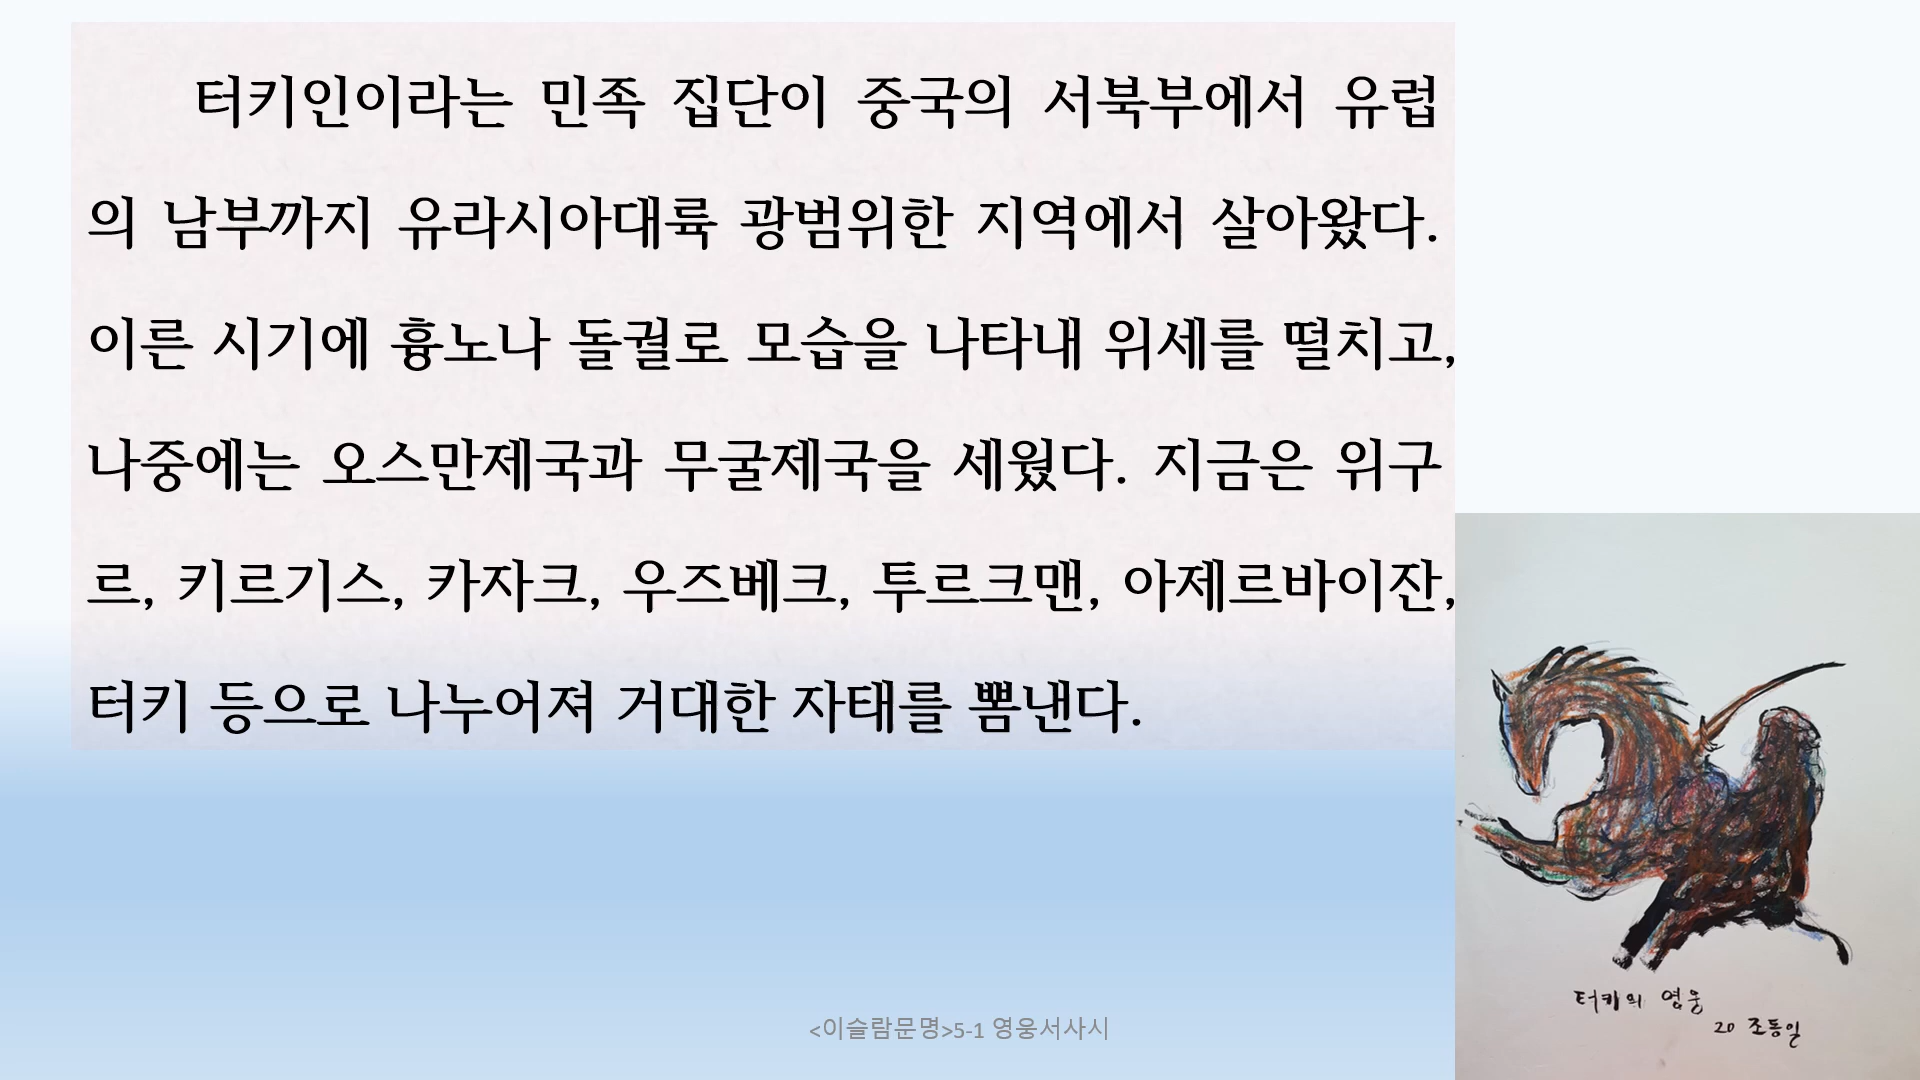 터키인이라는 민족 집단이 중국의 서북부에서 유럽
의 남부까지 유라시아대륙 광범위한 지역에서 살아왔다.
이른 시기에 흉노나 돌궐로 모습을 나타내 위세를 떨치고,
나중에는 오스만제국과 무굴제국을 세웠다. 지금은 위구
르, 키르기스, 카자크, 우즈베크, 투르크맨, 아제르바이잔,
터키 등으로 나누어져 거대한 자태를 뽐낸다.
터키의 영웅
20 조동일
<이슬람문명>5-1 영웅서사시